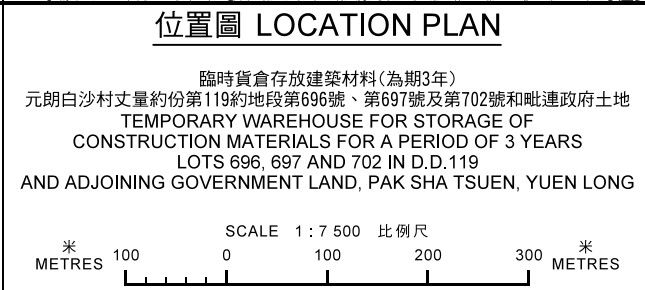 位置圖 LOCATION PLAN
臨時貨倉存放建築材料(為期3年)
元朗白沙村丈量約份第119約地段第696號、第697號及第702號和毗連政府土地
TEMPORARY WAREHOUSE FOR STORAGE OF
CONSTRUCTION MATERIALS FOR A PERIOD OF 3 YEARS
LOTS 696, 697 AND 702 IN D.D.119
AND ADJOINING GOVERNMENT LAND, PAK SHA TSUEN, YUEN LONG
SCALE 1 : 7 500 比例尺
米 METRES 100 0 100 200 300 米 METRES